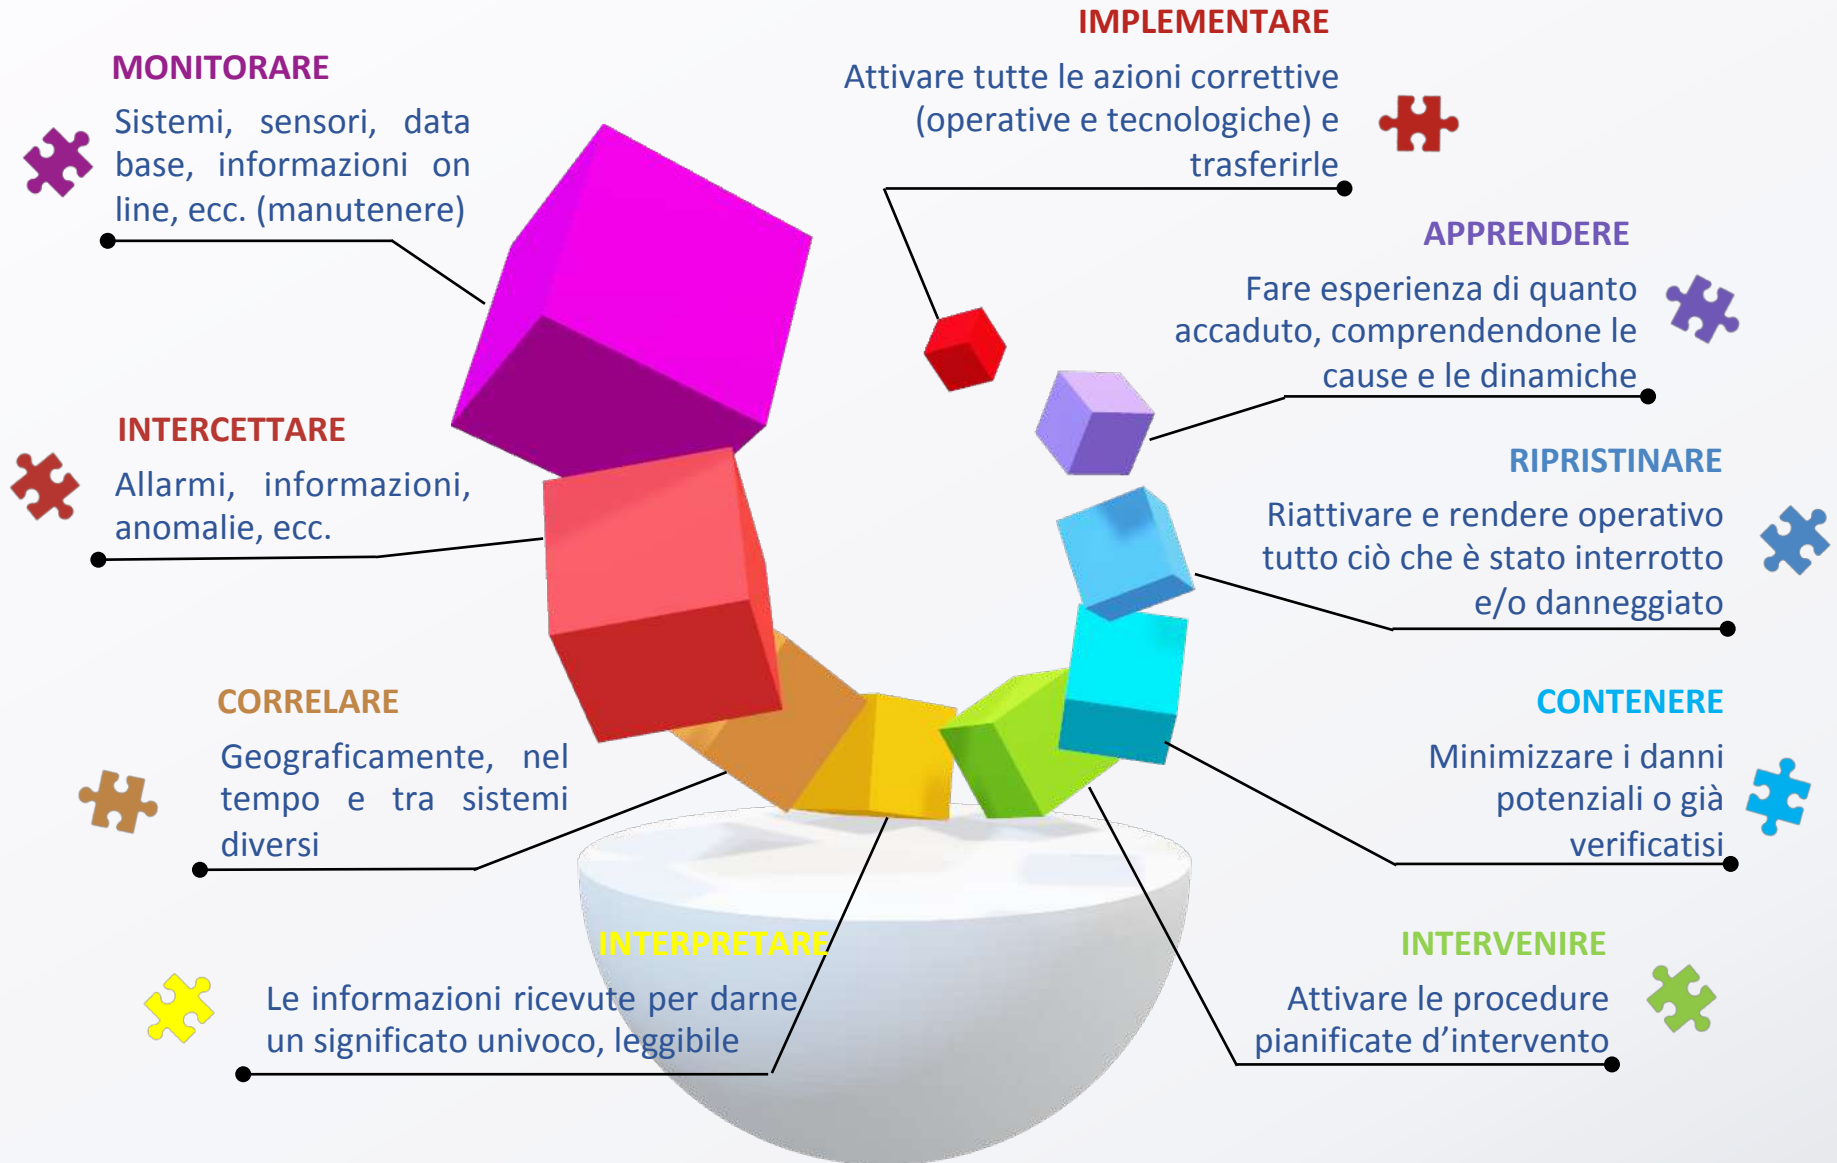 MONITORARE
Sistemi, sensori, data
base, informazioni on
line, ecc. (manutenere)
INTERCETTARE
Allarmi, informazioni,
anomalie, ecc.
CORRELARE
Geograficamente, nel
tempo e tra sistemi
diversi
INTERPRETARE
Le informazioni ricevute per darne
un significato univoco, leggibile
INTERVENIRE
Attivare le procedure
pianificate d’intervento
CONTENERE
Minimizzare i danni
potenziali o già
verificatisi
RIPRISTINARE
Riattivare e rendere operativo
tutto ciò che è stato interrotto
e/o danneggiato
APPRENDERE
Fare esperienza di quanto
accaduto, comprendendone le
cause e le dinamiche
IMPLEMENTARE
Attivare tutte le azioni correttive
(operative e tecnologiche) e
trasferirle